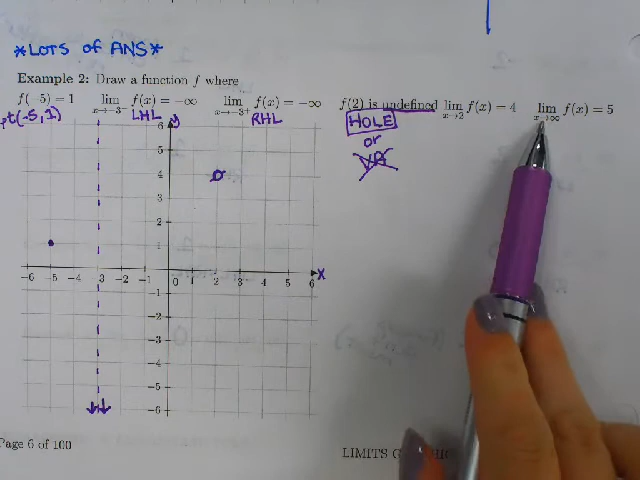 *LOTS OF ANS*
Example 2: Draw a function f where
f(-5) = 1 lim x→-3⁻ f(x) = -∞ lim x→-3⁺ f(x) = -∞ f(2) is undefined lim x→2 f(x) = 4 lim x→∞ f(x) = 5
pt(-5,1) LHL RHL HOLE
or
VA
y
6
5
4
3
2
1
-6 -5 -4 3 -2 -1 0 1 2 3 4 5 6 x
-1
-2
-3
-4
-5
-6
Page 6 of 100
LIMITS G